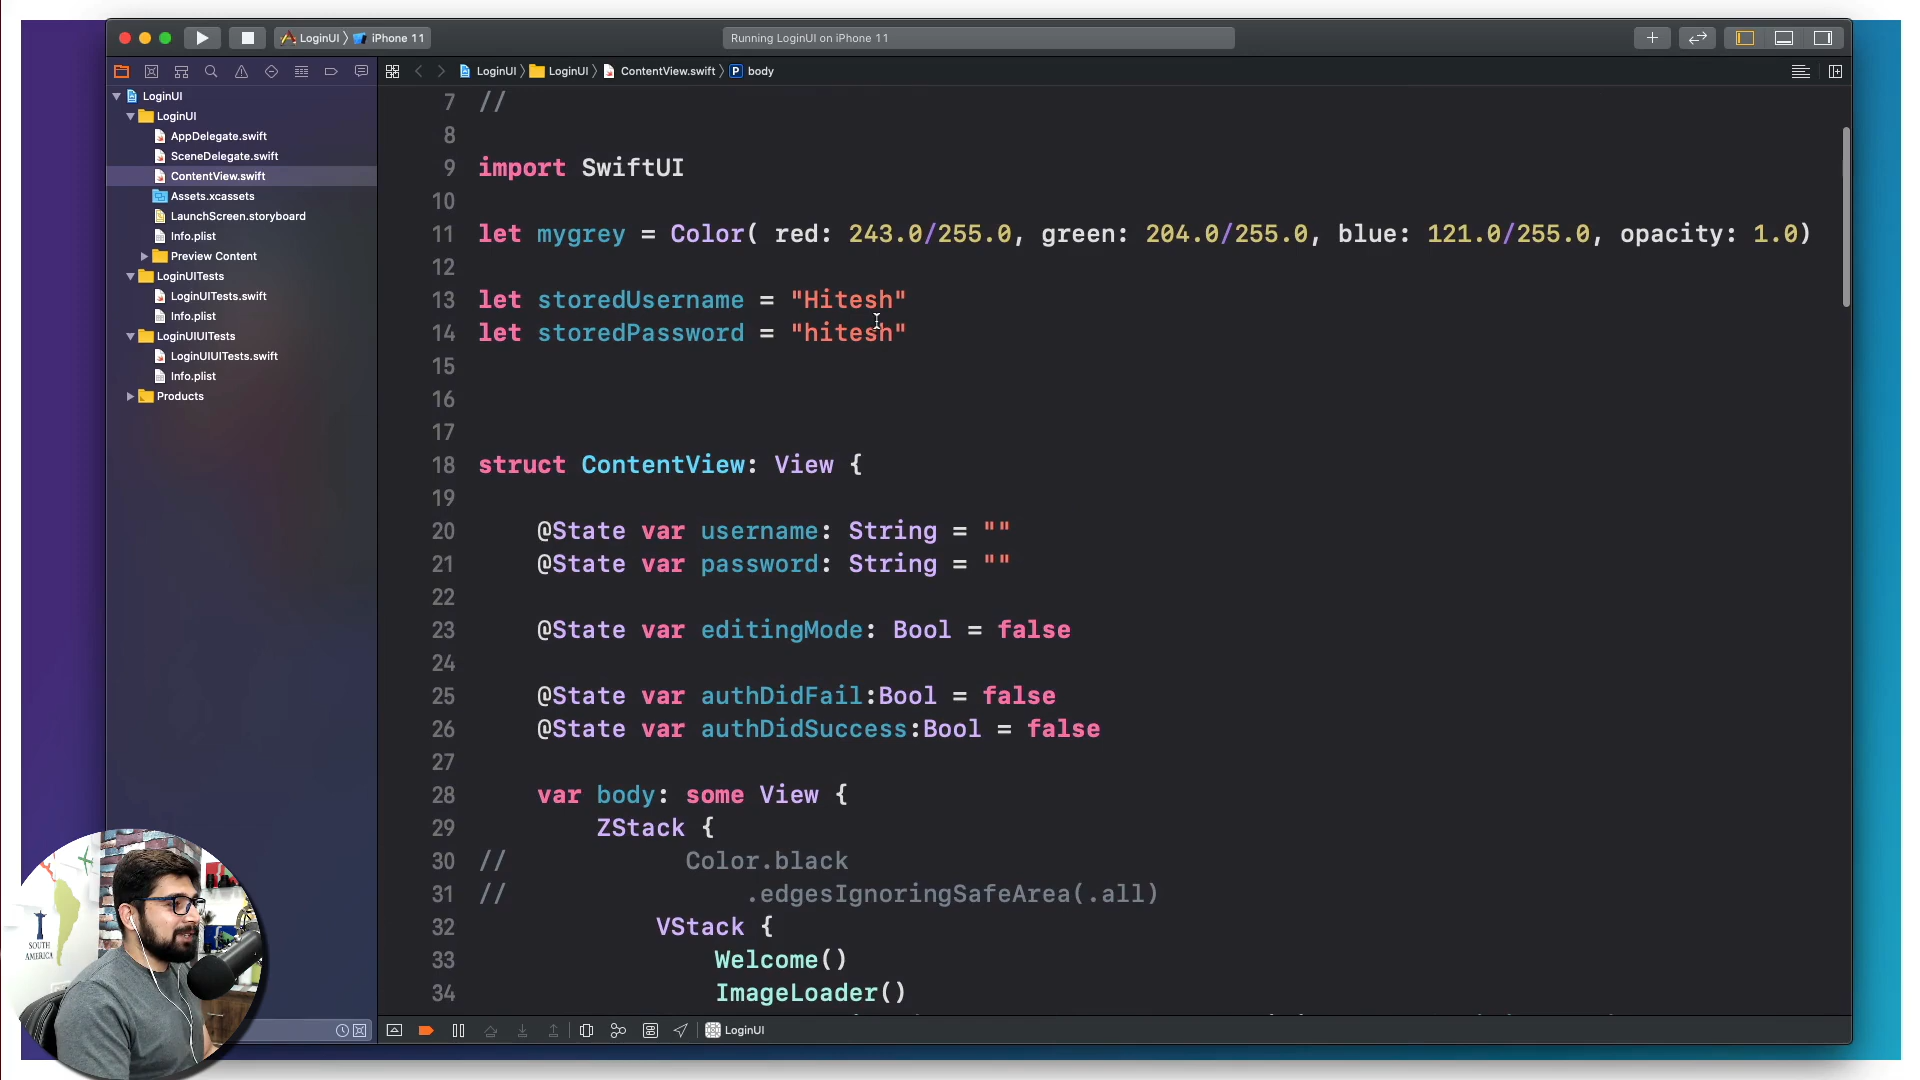 LoginUI 〉 iPhone 11
Running LoginUI on iPhone 11
LoginUI 〉 LoginUI 〉 ContentView.swift 〉 P body
LoginUI
LoginUI
AppDelegate.swift
SceneDelegate.swift
ContentView.swift
Assets.xcassets
LaunchScreen.storyboard
Info.plist
Preview Content
LoginUITests
LoginUITests.swift
Info.plist
LoginUIUITests
LoginUIUITests.swift
Info.plist
Products
7 //
8
9 import SwiftUI
10
11 let mygrey = Color( red: 243.0/255.0, green: 204.0/255.0, blue: 121.0/255.0, opacity: 1.0)
12
13 let storedUsername = "Hitesh"
14 let storedPassword = "hitesh"
15
16
17
18 struct ContentView: View {
19
20 @State var username: String = ""
21 @State var password: String = ""
22
23 @State var editingMode: Bool = false
24
25 @State var authDidFail:Bool = false
26 @State var authDidSuccess:Bool = false
27
28 var body: some View {
29 ZStack {
30 // Color.black
31 // .edgesIgnoringSafeArea(.all)
32 VStack {
33 Welcome()
34 ImageLoader()
LoginUI
SOUTH
AMERICA